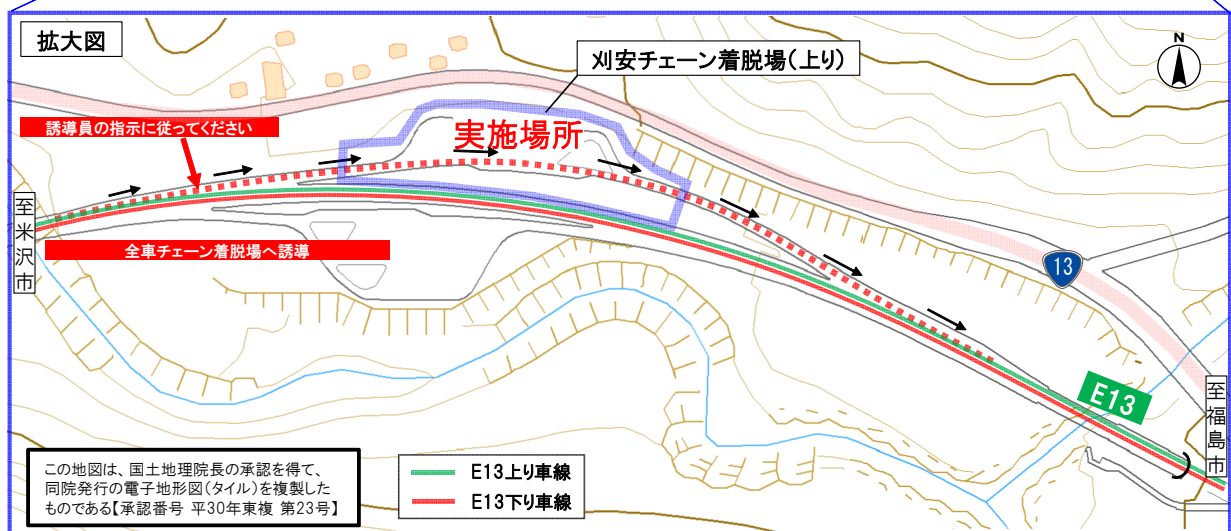 拡大図
刈安チェーン着脱場(上り)
N
誘導員の指示に従ってください
実施場所
至米沢市
全車チェーン着脱場へ誘導
13
E13
至福島市
この地図は、国土地理院長の承認を得て、
同院発行の電子地形図(タイル)を複製した
ものである【承認番号 平30年東複 第23号】
E13上り車線
E13下り車線